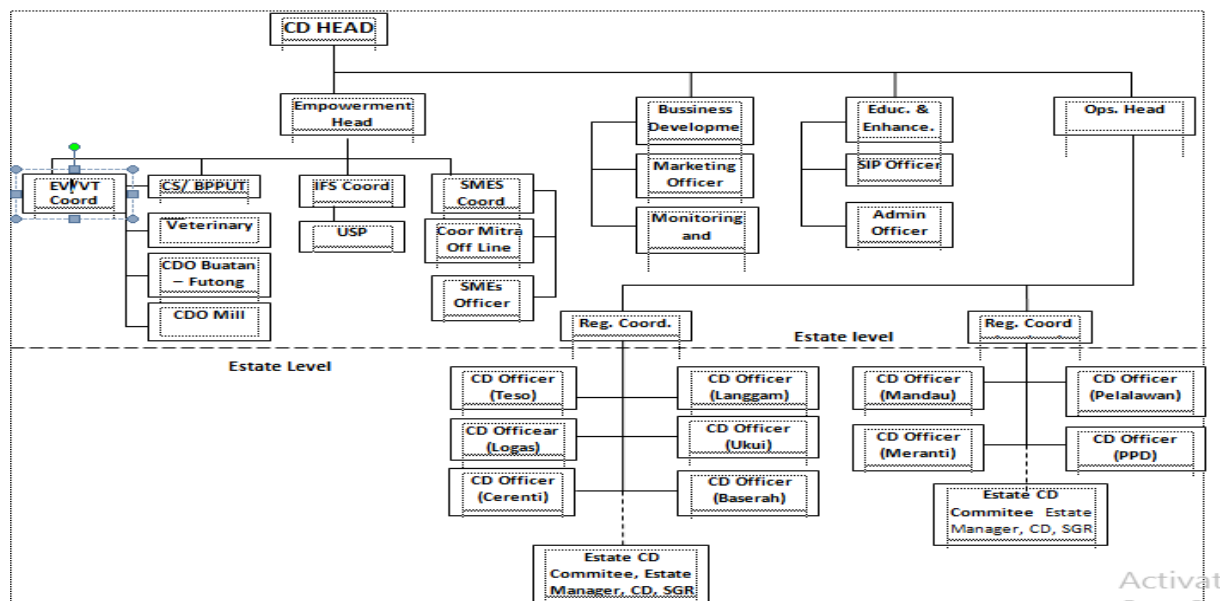 CD HEAD
Empowerment
Head
Bussiness
Developme
Educ. &
Enhance.
Ops. Head
Coord
CS/ BPPUT
IFS Coord
SMES
Coord
Marketing
Officer
SIP Officer
Veterinary
USP
Coor Mitra
Off Line
Monitoring
and
Admin
Officer
CDO Buatan
– Futong
SMEs
Officer
CDO Mill
Reg. Coord.
Reg. Coord
Estate level
Estate Level
CD Officer
(Teso)
CD Officer
(Langgam)
CD Officer
(Mandau)
CD Officer
(Pelalawan)
CD Officear
(Logas)
CD Officer
(Ukui)
CD Officer
(Meranti)
CD Officer
(PPD)
CD Officer
(Cerenti)
CD Officer
(Baserah)
Estate CD
Commitee Estate
Manager, CD, SGR
Estate CD
Commitee, Estate
Manager, CD, SGR
Activat